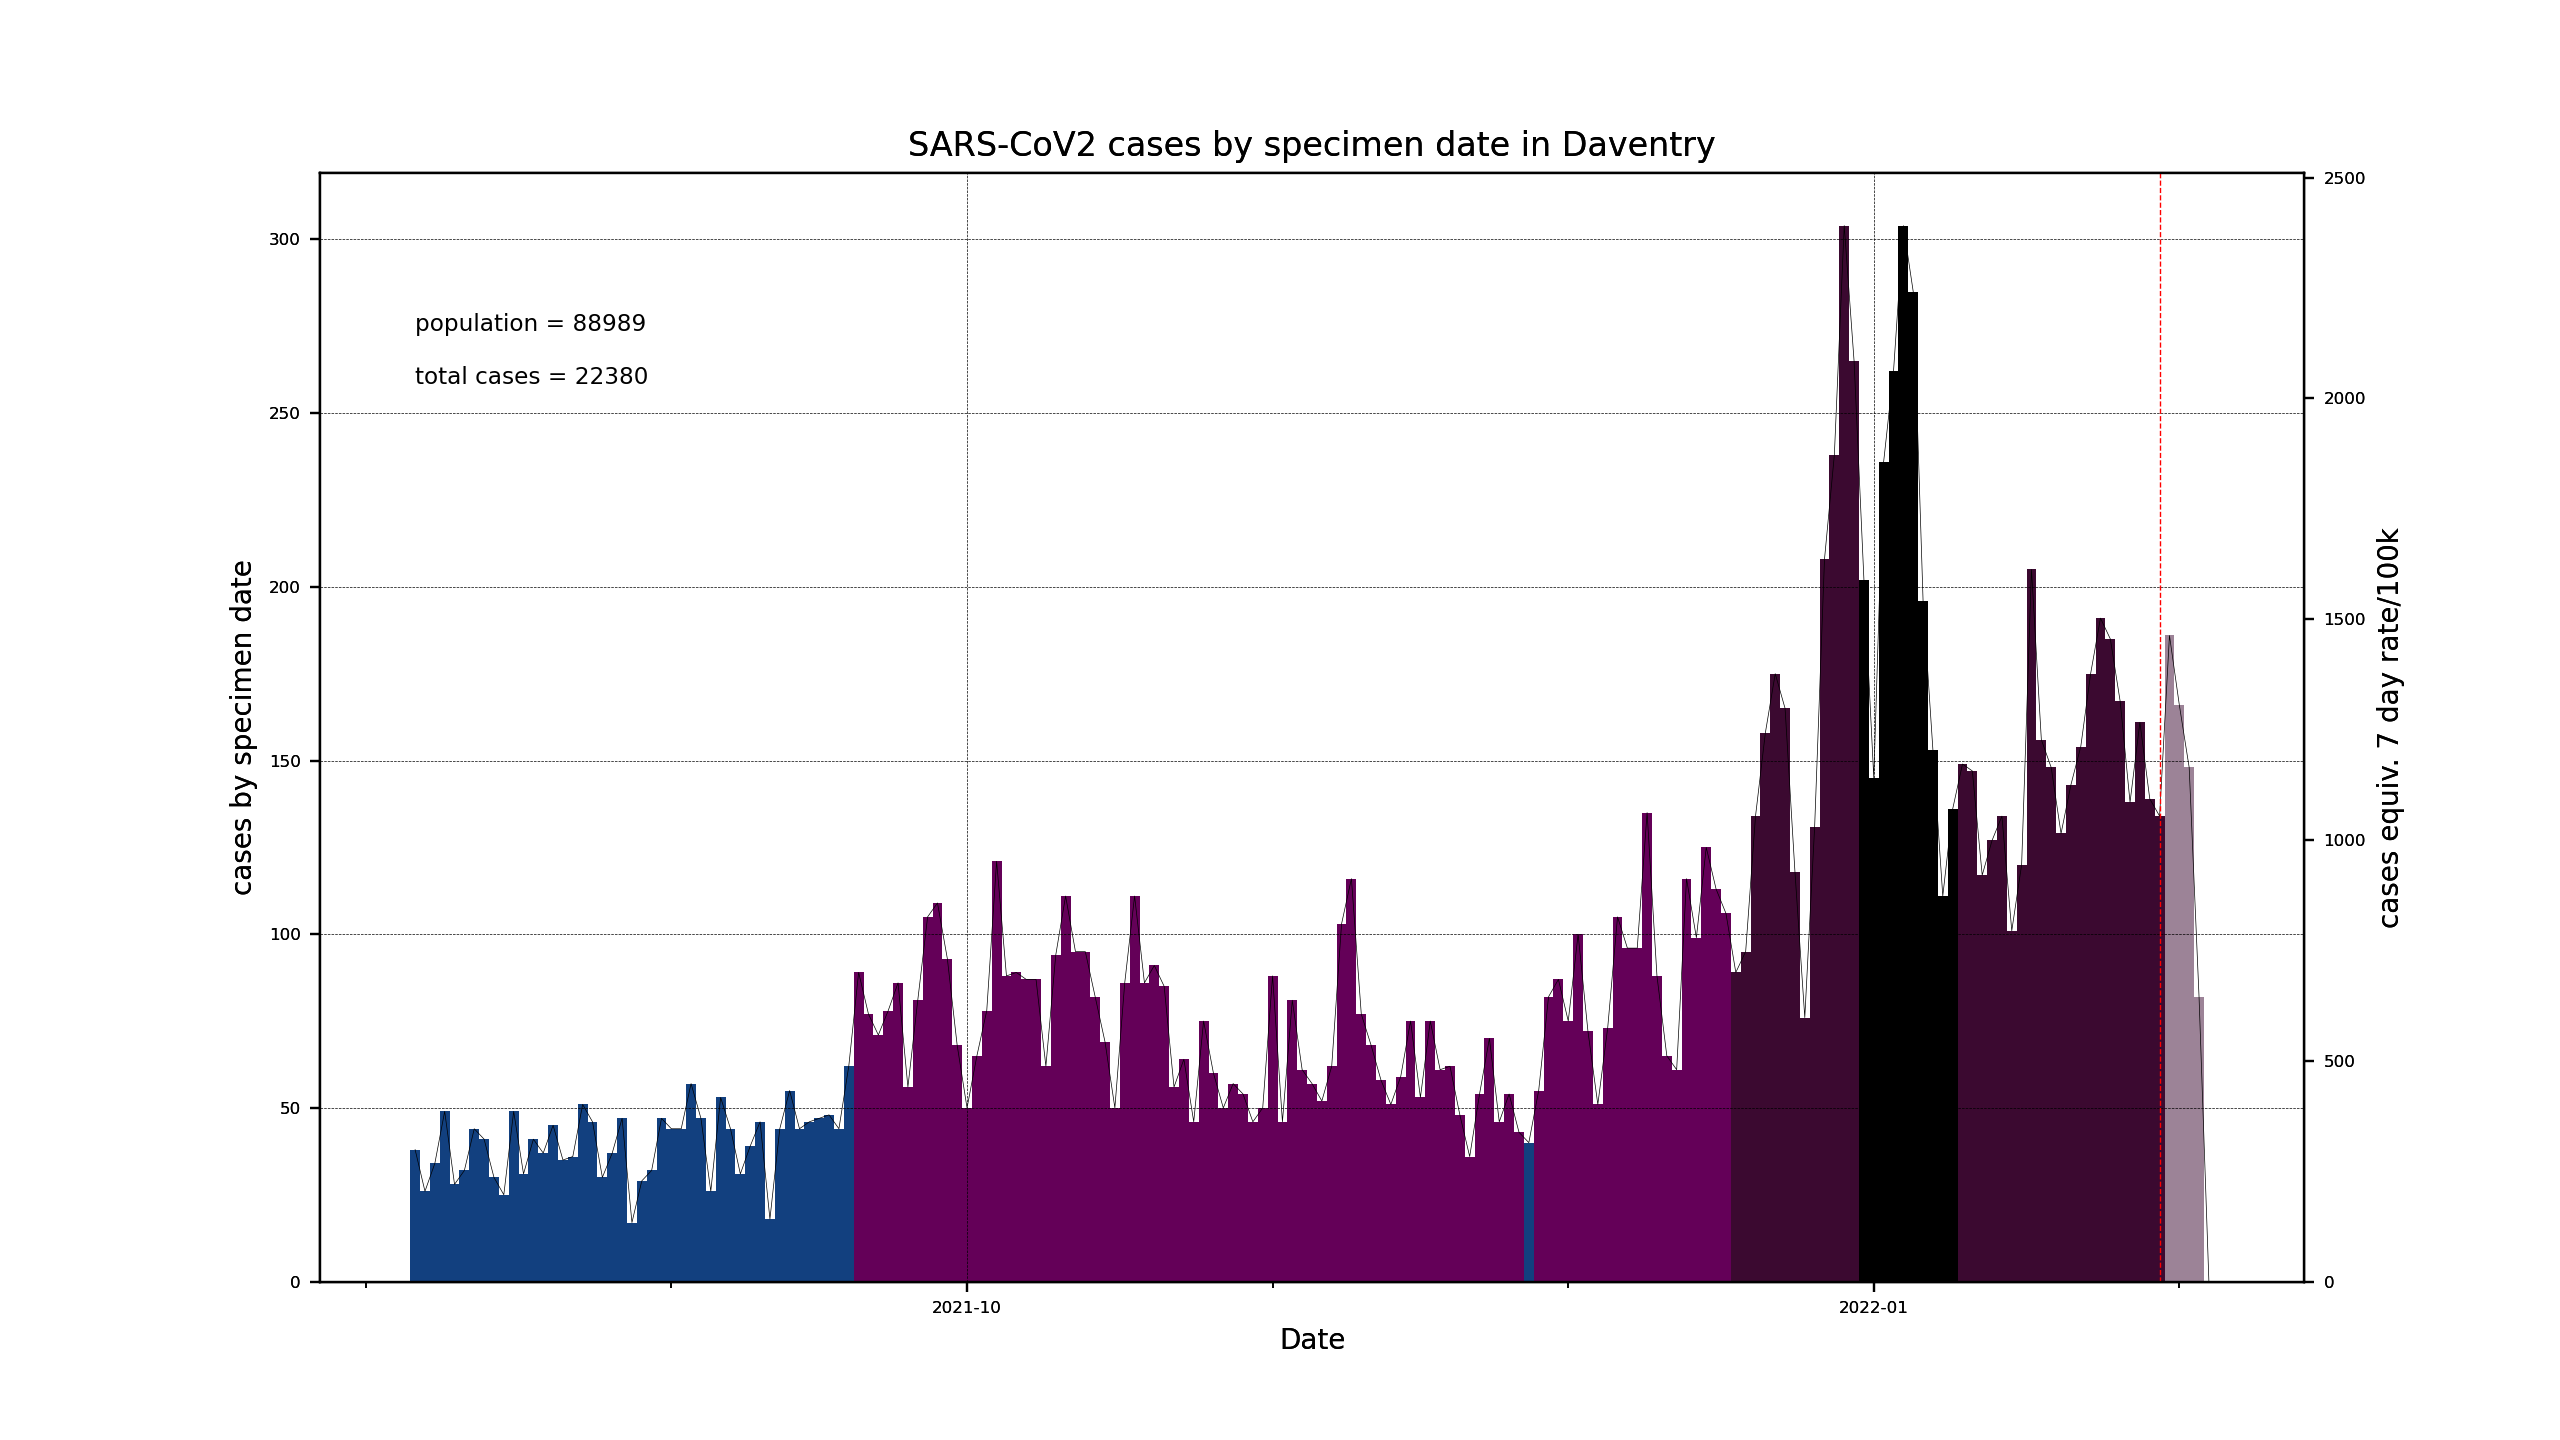 SARS-CoV2 cases by specimen date in Daventry
population = 88989
total cases = 22380
cases by specimen date
300
250
200
150
100
50
0
2500
2000
1500
1000
500
0
cases equiv. 7 day rate/100k
2021-10
2022-01
Date